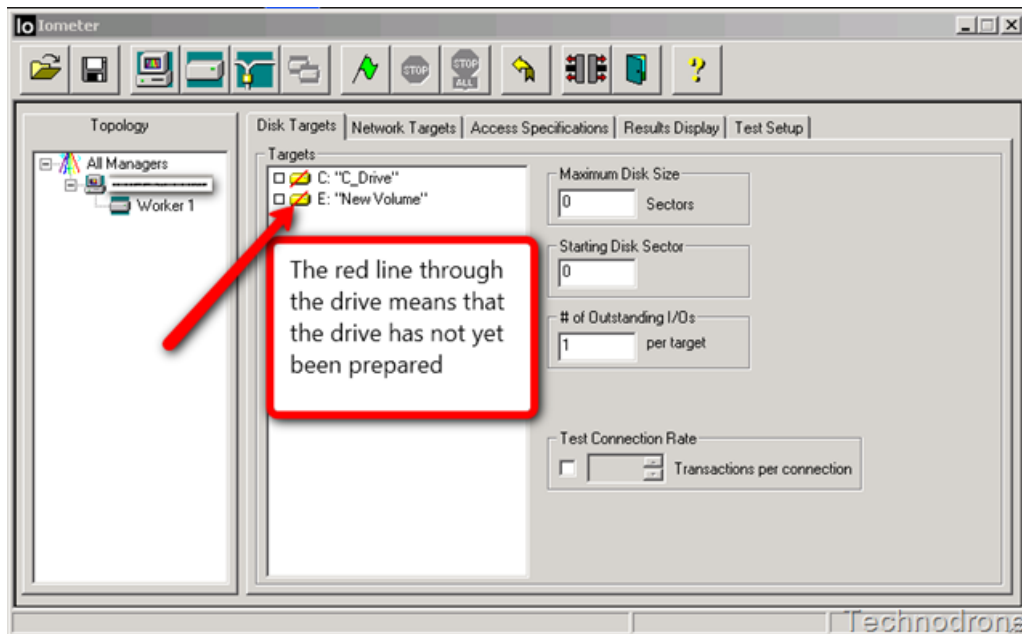 Iometer
STOP
STOP
ALL
?
Topology
All Managers
Worker 1
Disk Targets
Network Targets
Access Specifications
Results Display
Test Setup
Targets
C: "C_Drive"
E: "New Volume"
The red line through
the drive means that
the drive has not yet
been prepared
Maximum Disk Size
0 Sectors
Starting Disk Sector
0
# of Outstanding I/Os
1 per target
Test Connection Rate
Transactions per connection
Technodrone